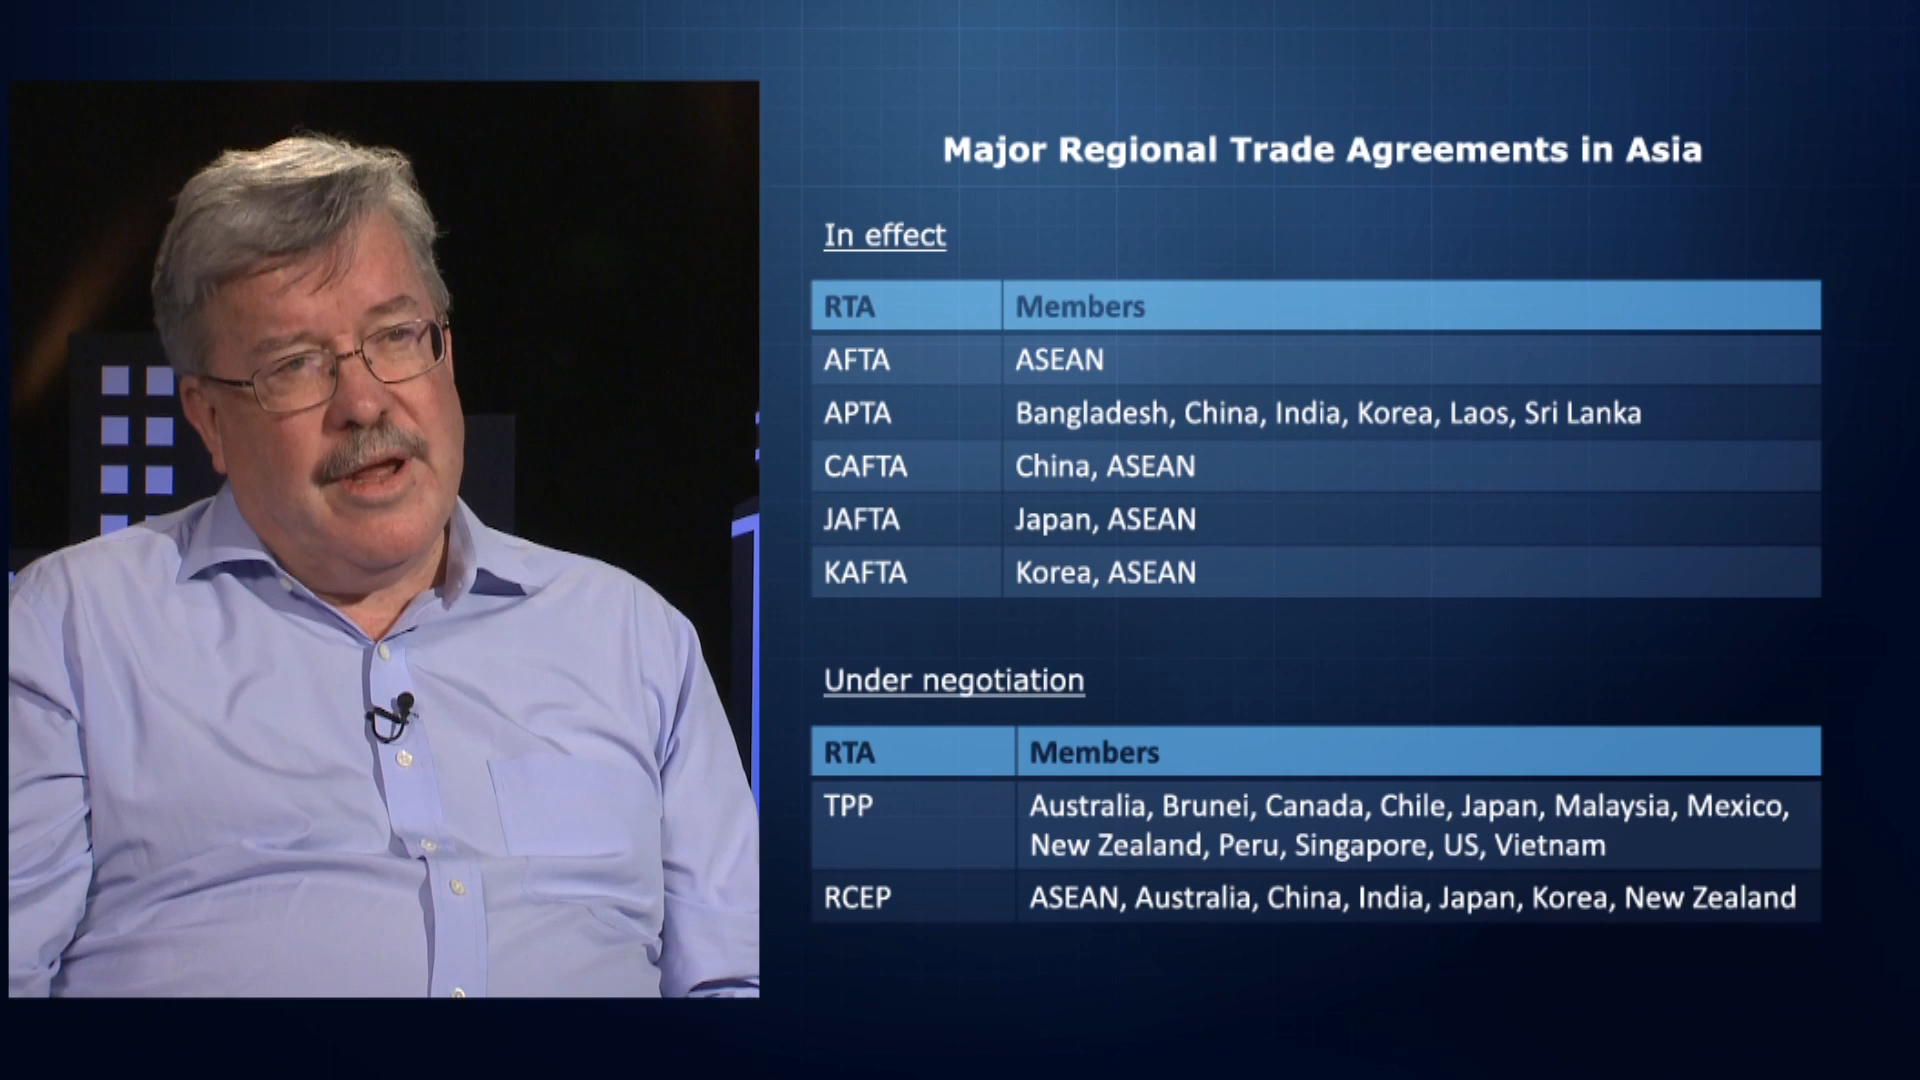 Major Regional Trade Agreements in Asia
In effect
RTA Members
AFTA ASEAN
APTA Bangladesh, China, India, Korea, Laos, Sri Lanka
CAFTA China, ASEAN
JAFTA Japan, ASEAN
KAFTA Korea, ASEAN
Under negotiation
RTA Members
TPP Australia, Brunei, Canada, Chile, Japan, Malaysia, Mexico,
New Zealand, Peru, Singapore, US, Vietnam
RCEP ASEAN, Australia, China, India, Japan, Korea, New Zealand